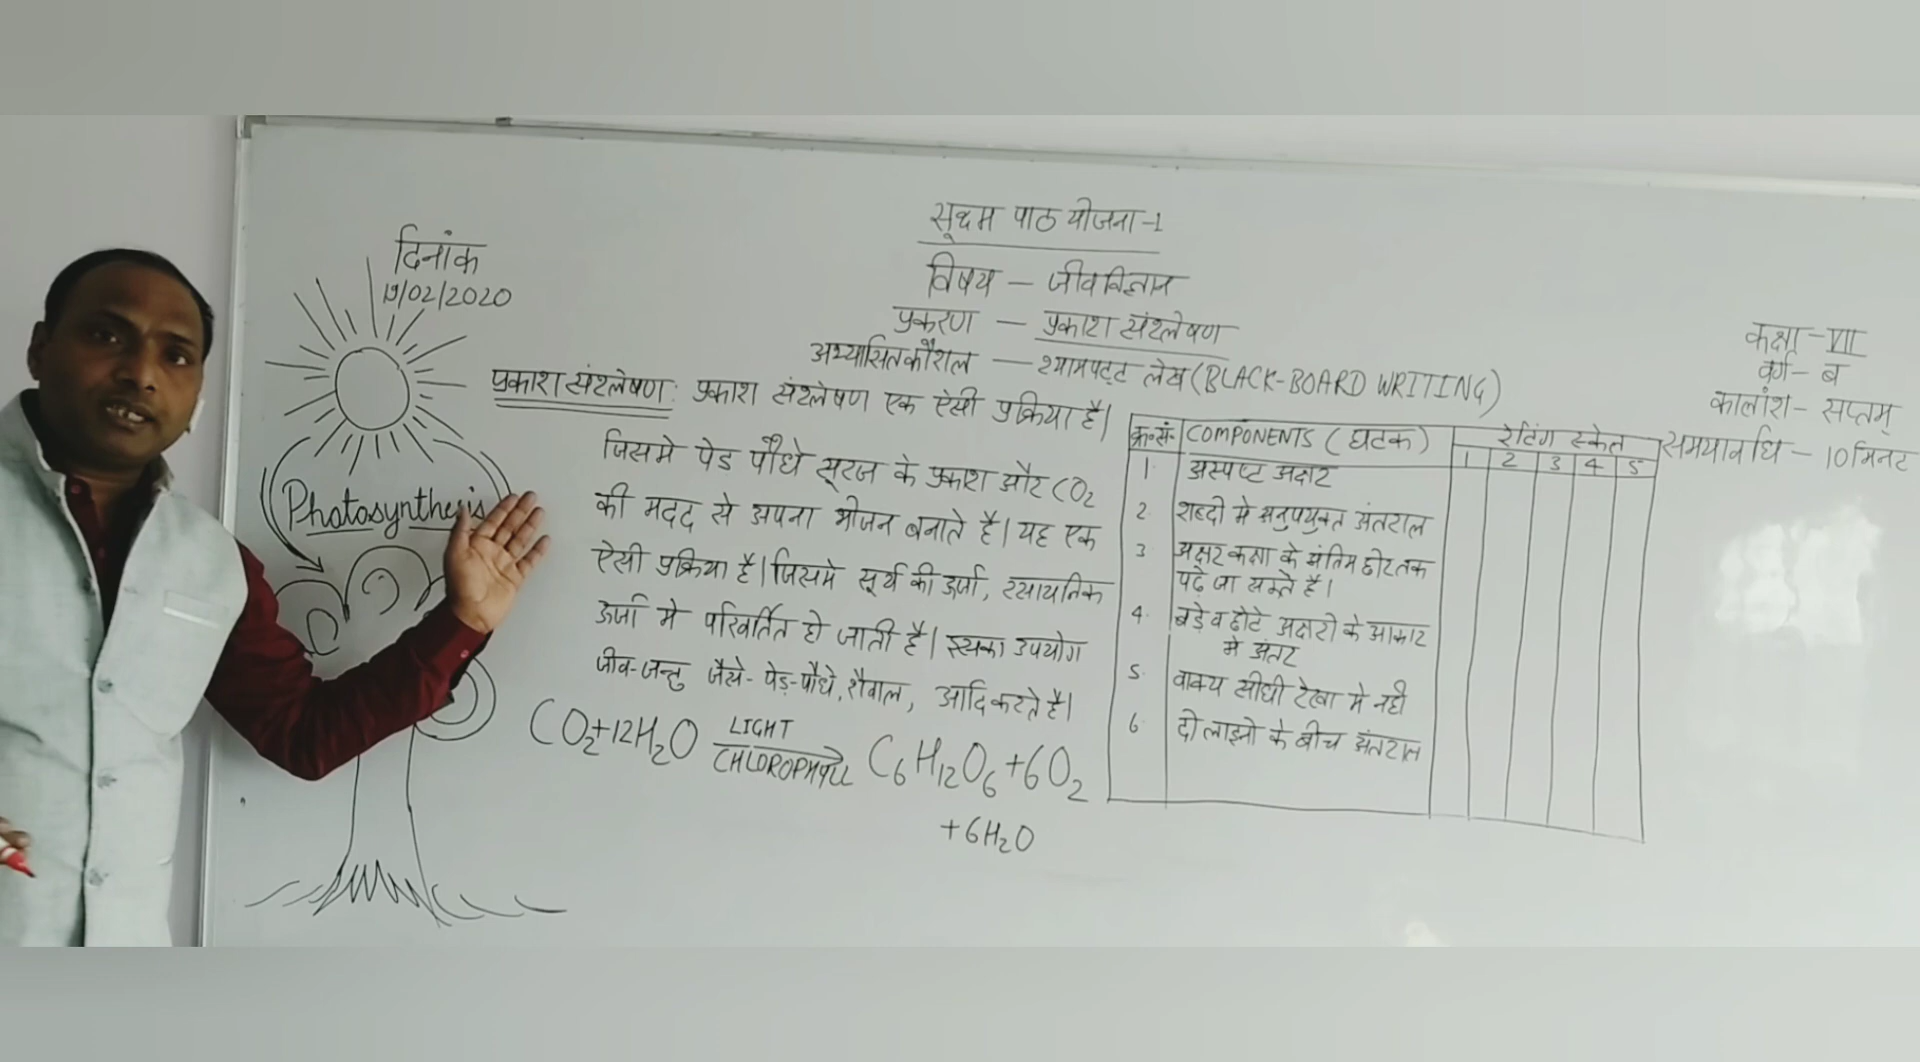 दिनांक
19/02/2020
सूक्ष्म पाठ योजना-1
विषय — जीवविज्ञान
प्रकरण — प्रकाश संश्लेषण
अभ्यासित कौशल — श्यामपट्ट लेख (BLACK-BOARD WRITING)
कक्षा - VII
वर्ग - ब
कालांश - सप्तम्
समयावधि - 10 मिनट
Photosynthesis
प्रकाश संश्लेषण : प्रकाश संश्लेषण एक ऐसी प्रक्रिया है।
जिसमे पेड पौधे सूरज के प्रकाश और CO2
की मदद से अपना भोजन बनाते है। यह एक
ऐसी प्रक्रिया है। जिसमे सूर्य की ऊर्जा, रसायनिक
ऊर्जा मे परिवर्तित हो जाती है। इसका उपयोग
जीव-जन्तु जैसे- पेड़-पौधे, शैवाल, आदि करते है।
CO2+12H2O LIGHT CHLOROPHYLL C6H12O6+6O2
+6H2O
क्र॰सं॰ COMPONENTS (घटक) रेटिंग स्केल
1 2 3 4 5
1. अस्पष्ट अक्षर
2. शब्दो मे अनुपयुक्त अंतराल
3. अक्षर कक्षा के अंतिम छोर तक
पढ़े जा सकते है।
4. बड़े व छोटे अक्षरो के आकार
मे अंतर
5. वाक्य सीधी रेखा मे नही
6. दो लाइनो के बीच अंतराल